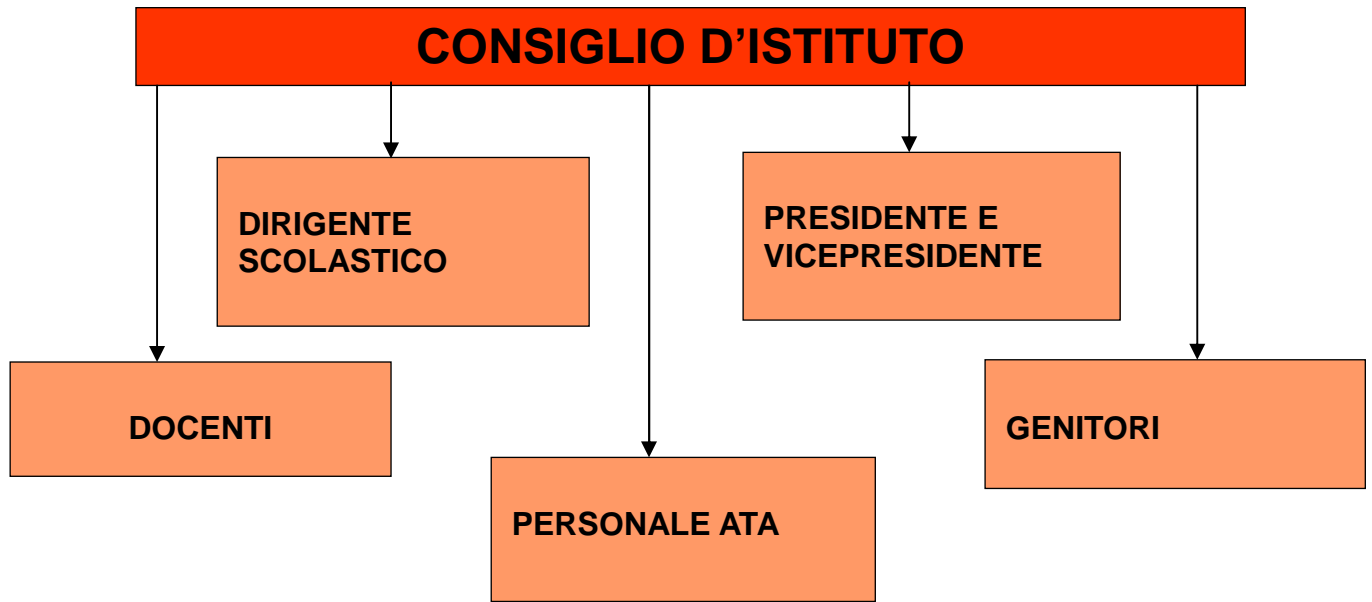 CONSIGLIO D’ISTITUTO
DIRIGENTE
SCOLASTICO
PRESIDENTE E
VICEPRESIDENTE
DOCENTI
GENITORI
PERSONALE ATA